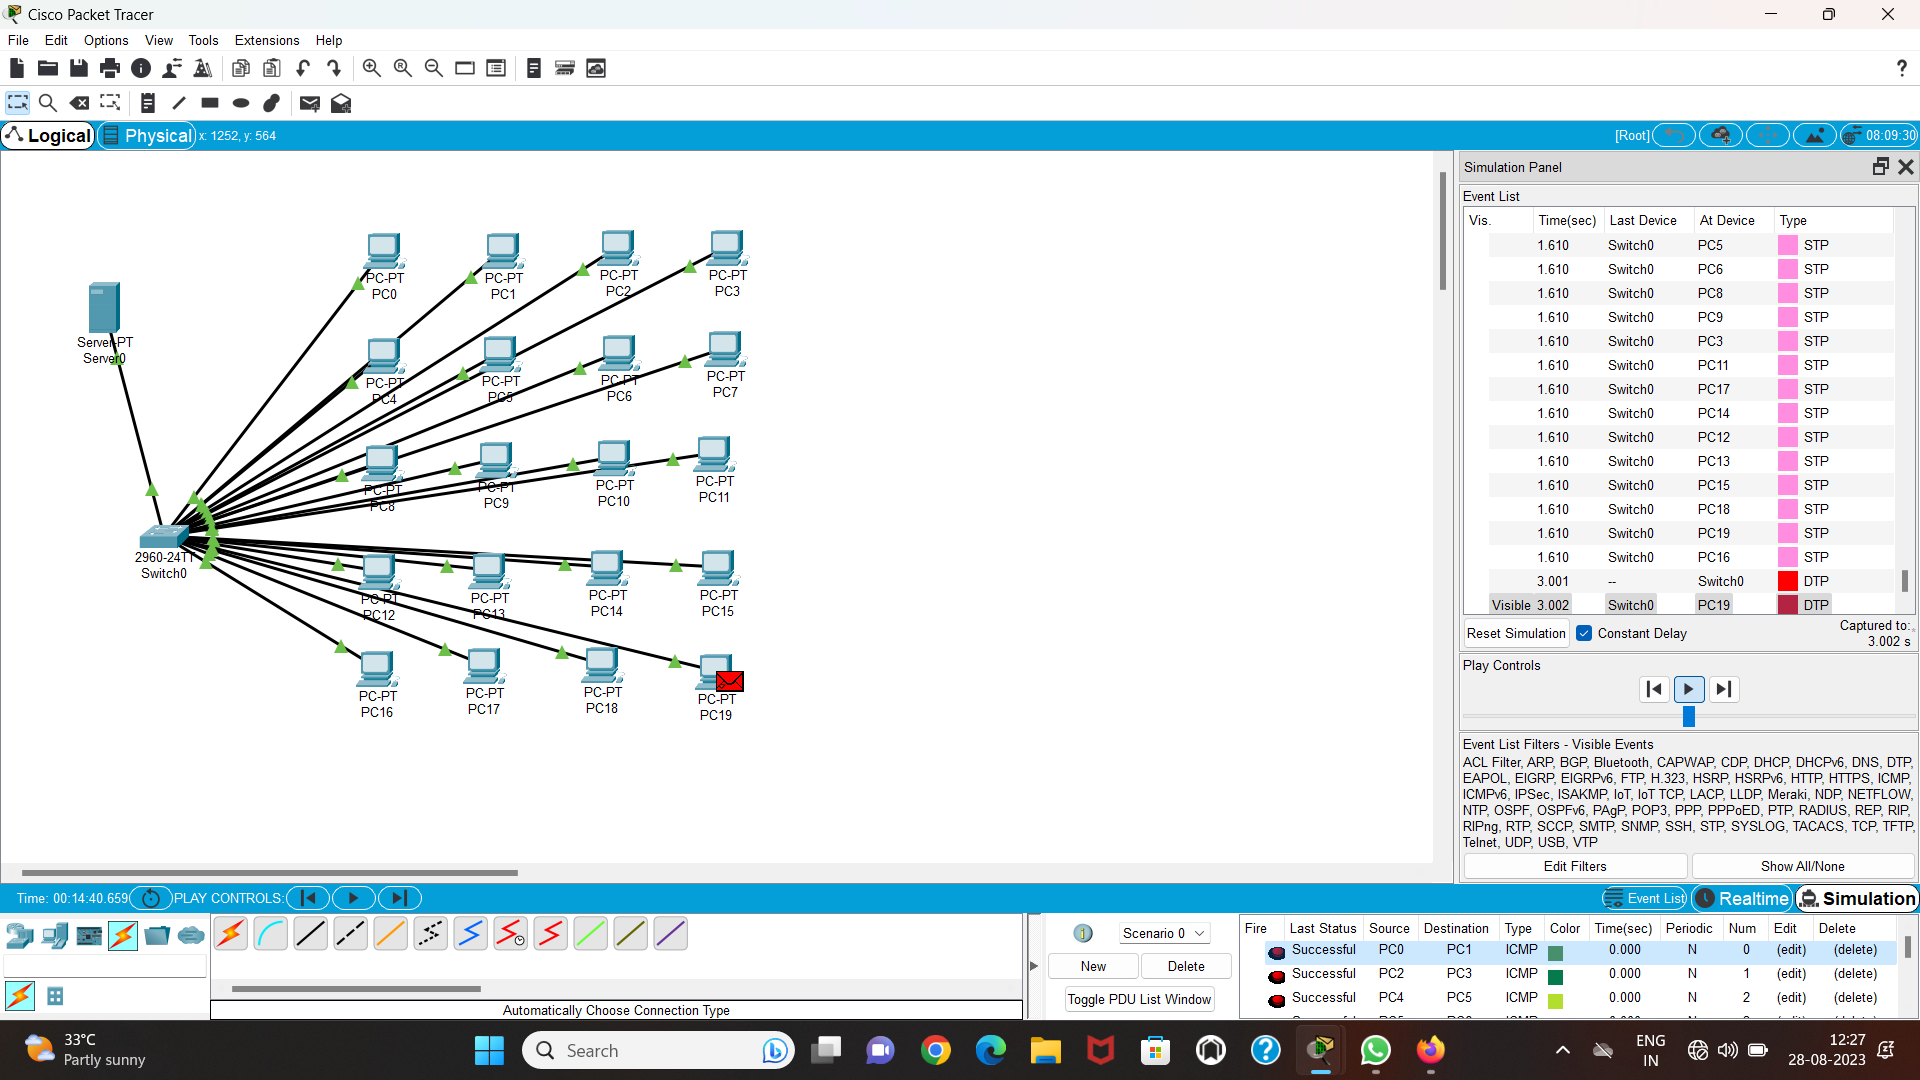 Cisco Packet Tracer
File Edit Options View Tools Extensions Help
Logical Physical x: 1252, y: 564 [Root] 08:09:30
PC-PT
PC0
PC-PT
PC1
PC-PT
PC2
PC-PT
PC3
Server-PT
Server0
PC-PT
PC4
PC-PT
PC5
PC-PT
PC6
PC-PT
PC7
PC-PT
PC8
PC-PT
PC9
PC-PT
PC10
PC-PT
PC11
2960-24TT
Switch0
PC-PT
PC12
PC-PT
PC13
PC-PT
PC14
PC-PT
PC15
PC-PT
PC16
PC-PT
PC17
PC-PT
PC18
PC-PT
PC19
Simulation Panel
Event List
Vis. Time(sec) Last Device At Device Type
1.610 Switch0 PC5 STP
1.610 Switch0 PC6 STP
1.610 Switch0 PC8 STP
1.610 Switch0 PC9 STP
1.610 Switch0 PC3 STP
1.610 Switch0 PC11 STP
1.610 Switch0 PC17 STP
1.610 Switch0 PC14 STP
1.610 Switch0 PC12 STP
1.610 Switch0 PC13 STP
1.610 Switch0 PC15 STP
1.610 Switch0 PC18 STP
1.610 Switch0 PC19 STP
1.610 Switch0 PC16 STP
3.001 -- Switch0 DTP
Visible 3.002 Switch0 PC19 DTP
Reset Simulation Constant Delay Captured to:
3.002 s
Play Controls
Event List Filters - Visible Events
ACL Filter, ARP, BGP, Bluetooth, CAPWAP, CDP, DHCP, DHCPv6, DNS, DTP,
EAPOL, EIGRP, EIGRPv6, FTP, H.323, HSRP, HSRPv6, HTTP, HTTPS, ICMP,
ICMPv6, IPSec, ISAKMP, IoT, IoT TCP, LACP, LLDP, Meraki, NDP, NETFLOW,
NTP, OSPF, OSPFv6, PAgP, POP3, PPP, PPPoED, PTP, RADIUS, REP, RIP,
RIPng, RTP, SCCP, SMTP, SNMP, SSH, STP, SYSLOG, TACACS, TCP, TFTP,
Telnet, UDP, USB, VTP
Edit Filters Show All/None
Time: 00:14:40.659 PLAY CONTROLS: Event List Realtime Simulation
Automatically Choose Connection Type
Scenario 0
New Delete
Toggle PDU List Window
Fire Last Status Source Destination Type Color Time(sec) Periodic Num Edit Delete
Successful PC0 PC1 ICMP 0.000 N 0 (edit) (delete)
Successful PC2 PC3 ICMP 0.000 N 1 (edit) (delete)
Successful PC4 PC5 ICMP 0.000 N 2 (edit) (delete)
33°C
Partly sunny
Search
ENG
IN
12:27
28-08-2023